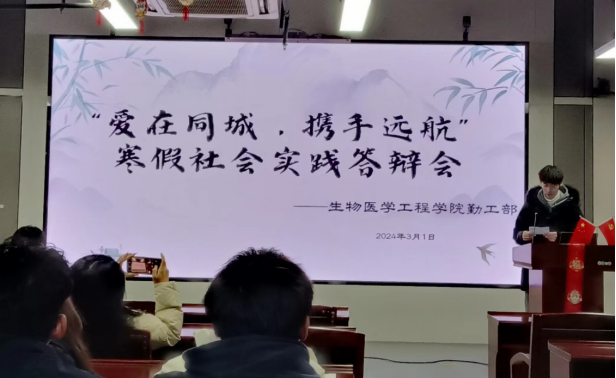 “爱在同城，携手远航”
寒假社会实践答辩会
——生物医学工程学院勤工部
2024年3月1日